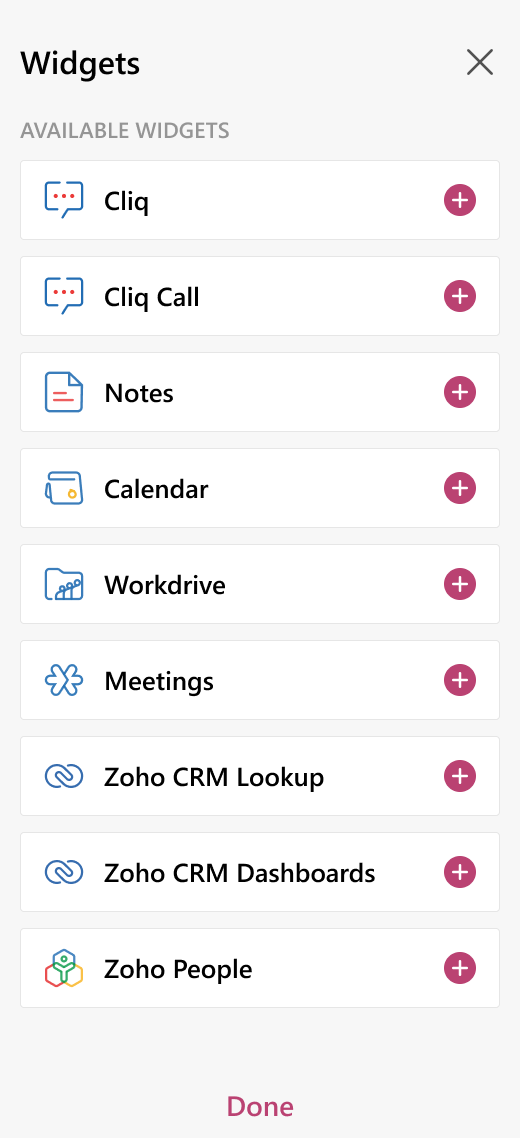 Widgets
AVAILABLE WIDGETS
Cliq
Cliq Call
Notes
Calendar
Workdrive
Meetings
Zoho CRM Lookup
Zoho CRM Dashboards
Zoho People
Done